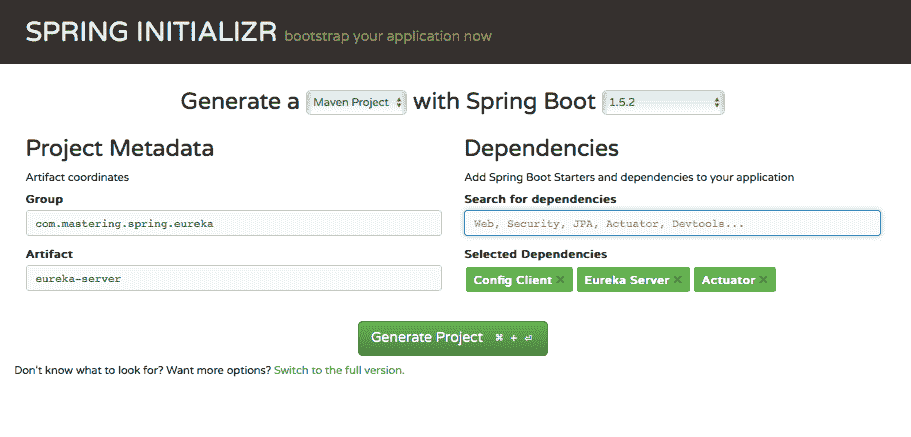 SPRING INITIALIZR bootstrap your application now
Generate a Maven Project with Spring Boot 1.5.2
Project Metadata
Artifact coordinates
Group
com.mastering.spring.eureka
Artifact
eureka-server
Dependencies
Add Spring Boot Starters and dependencies to your application
Search for dependencies
Web, Security, JPA, Actuator, Devtools...
Selected Dependencies
Config Client × Eureka Server × Actuator ×
Generate Project ⌘ + ⏎
Don't know what to look for? Want more options? Switch to the full version.